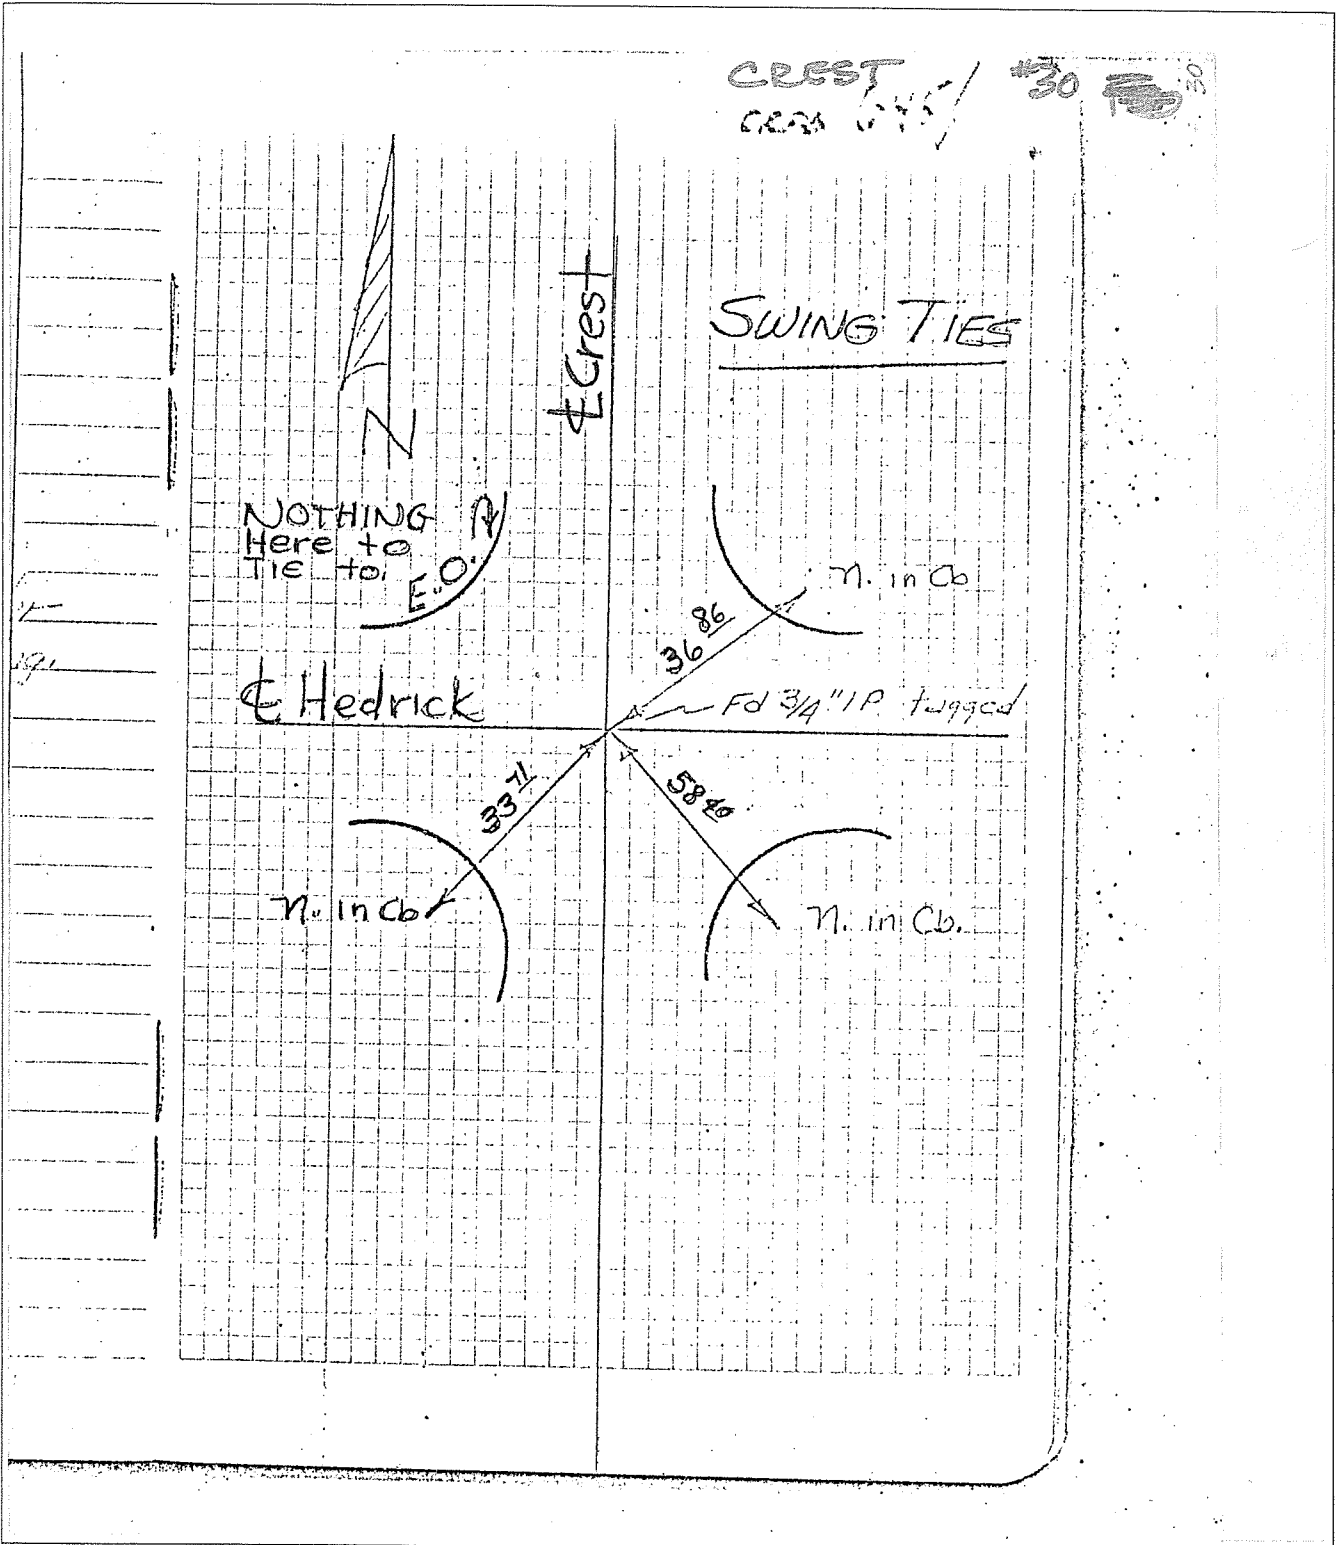 CREST #30
30
℄ Crest
SWING TIES
N
NOTHING
Here to
TIE to.
E.O.P.
n. in Cb
36 86
℄ Hedrick
Fd 3/4" I P. tagged
33 71
58 40
n. in Cb
n. in Cb.